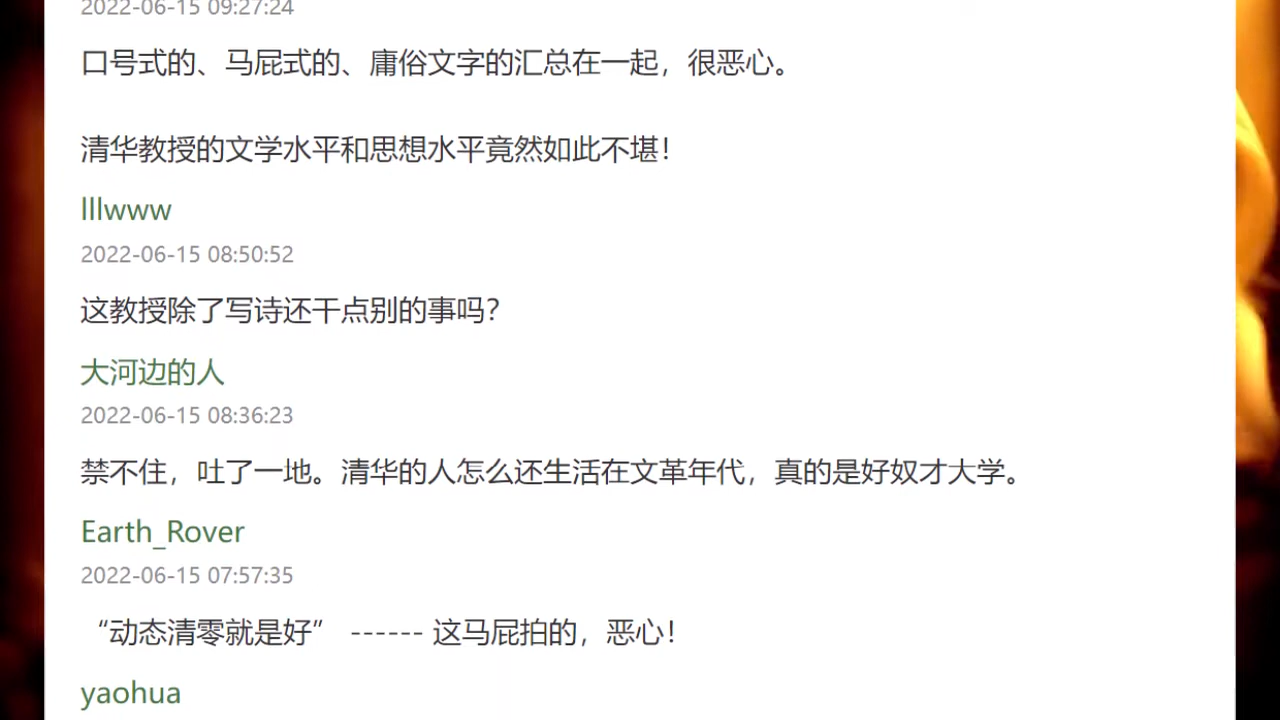 2022-06-15 09:27:24
口号式的、马屁式的、庸俗文字的汇总在一起，很恶心。
清华教授的文学水平和思想水平竟然如此不堪！
lllwww
2022-06-15 08:50:52
这教授除了写诗还干点别的事吗？
大河边的人
2022-06-15 08:36:23
禁不住，吐了一地。清华的人怎么还生活在文革年代，真的是好奴才大学。
Earth_Rover
2022-06-15 07:57:35
“动态清零就是好” ------ 这马屁拍的，恶心！
yaohua